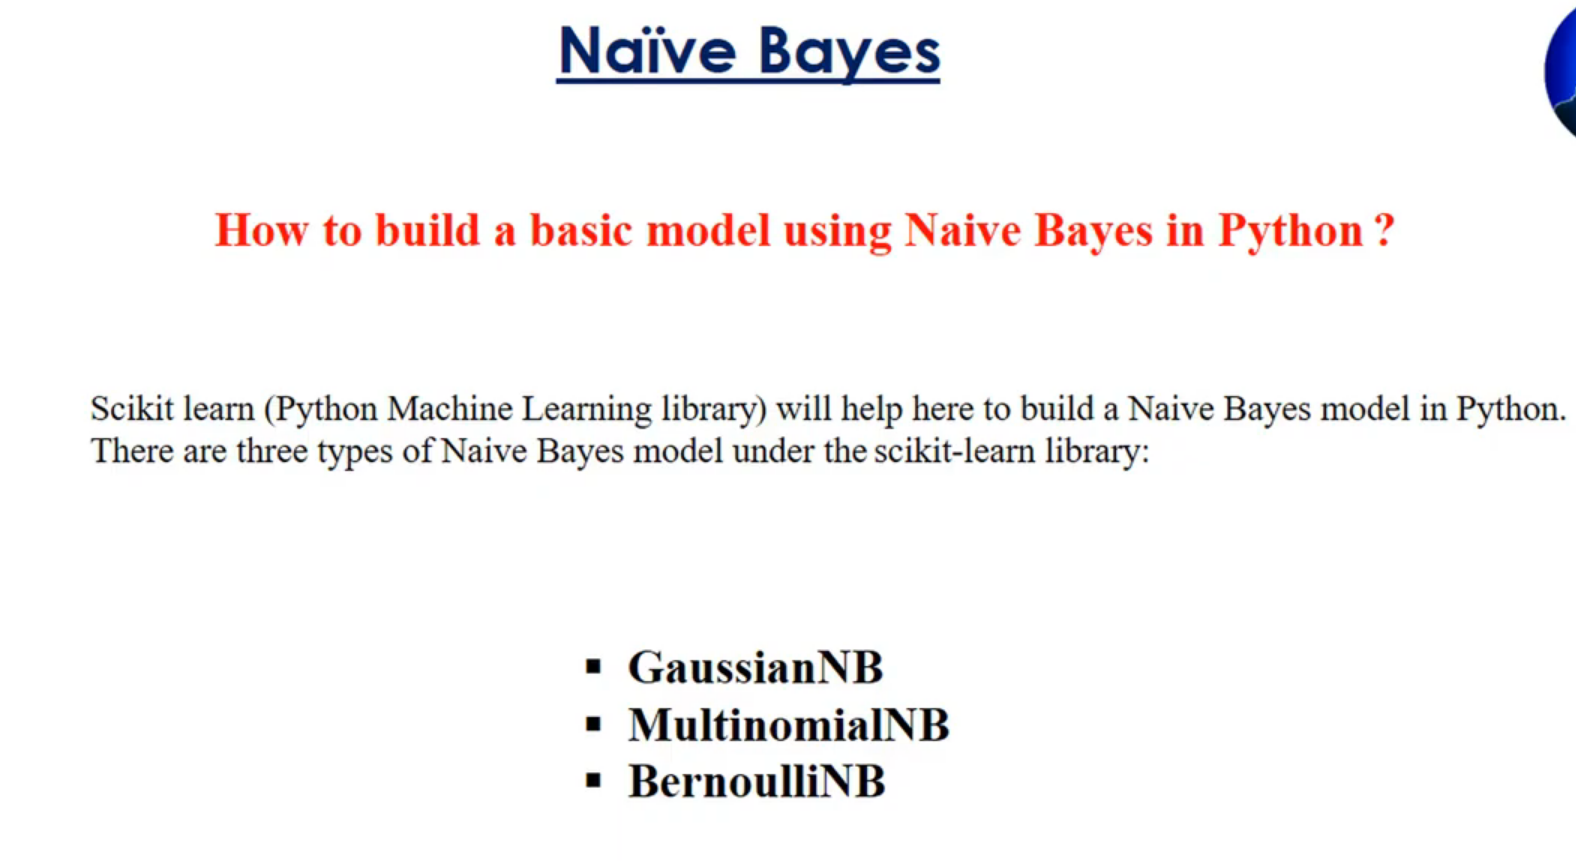 Naïve Bayes
How to build a basic model using Naive Bayes in Python ?
Scikit learn (Python Machine Learning library) will help here to build a Naive Bayes model in Python.
There are three types of Naive Bayes model under the scikit-learn library:
▪ GaussianNB
▪ MultinomialNB
▪ BernoulliNB